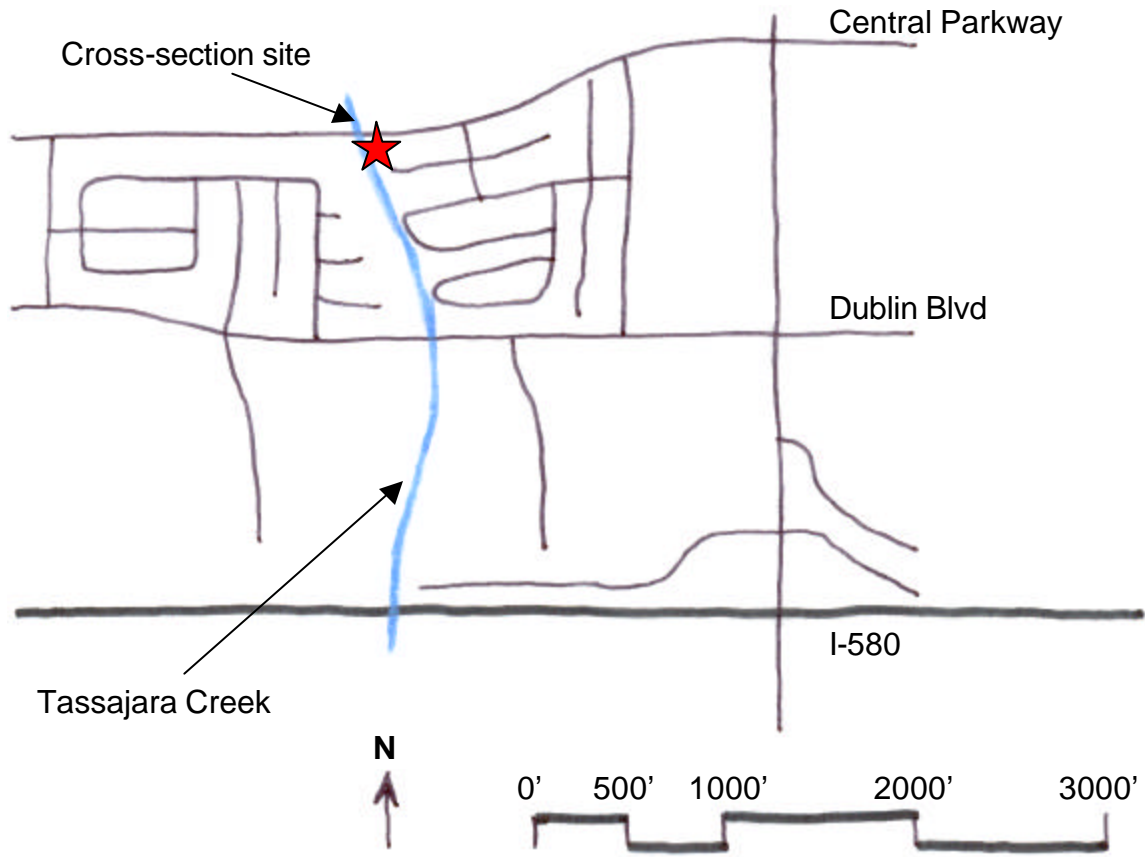 Central Parkway
Cross-section site
Dublin Blvd
I-580
Tassajara Creek
N
0’ 500’ 1000’ 2000’ 3000’